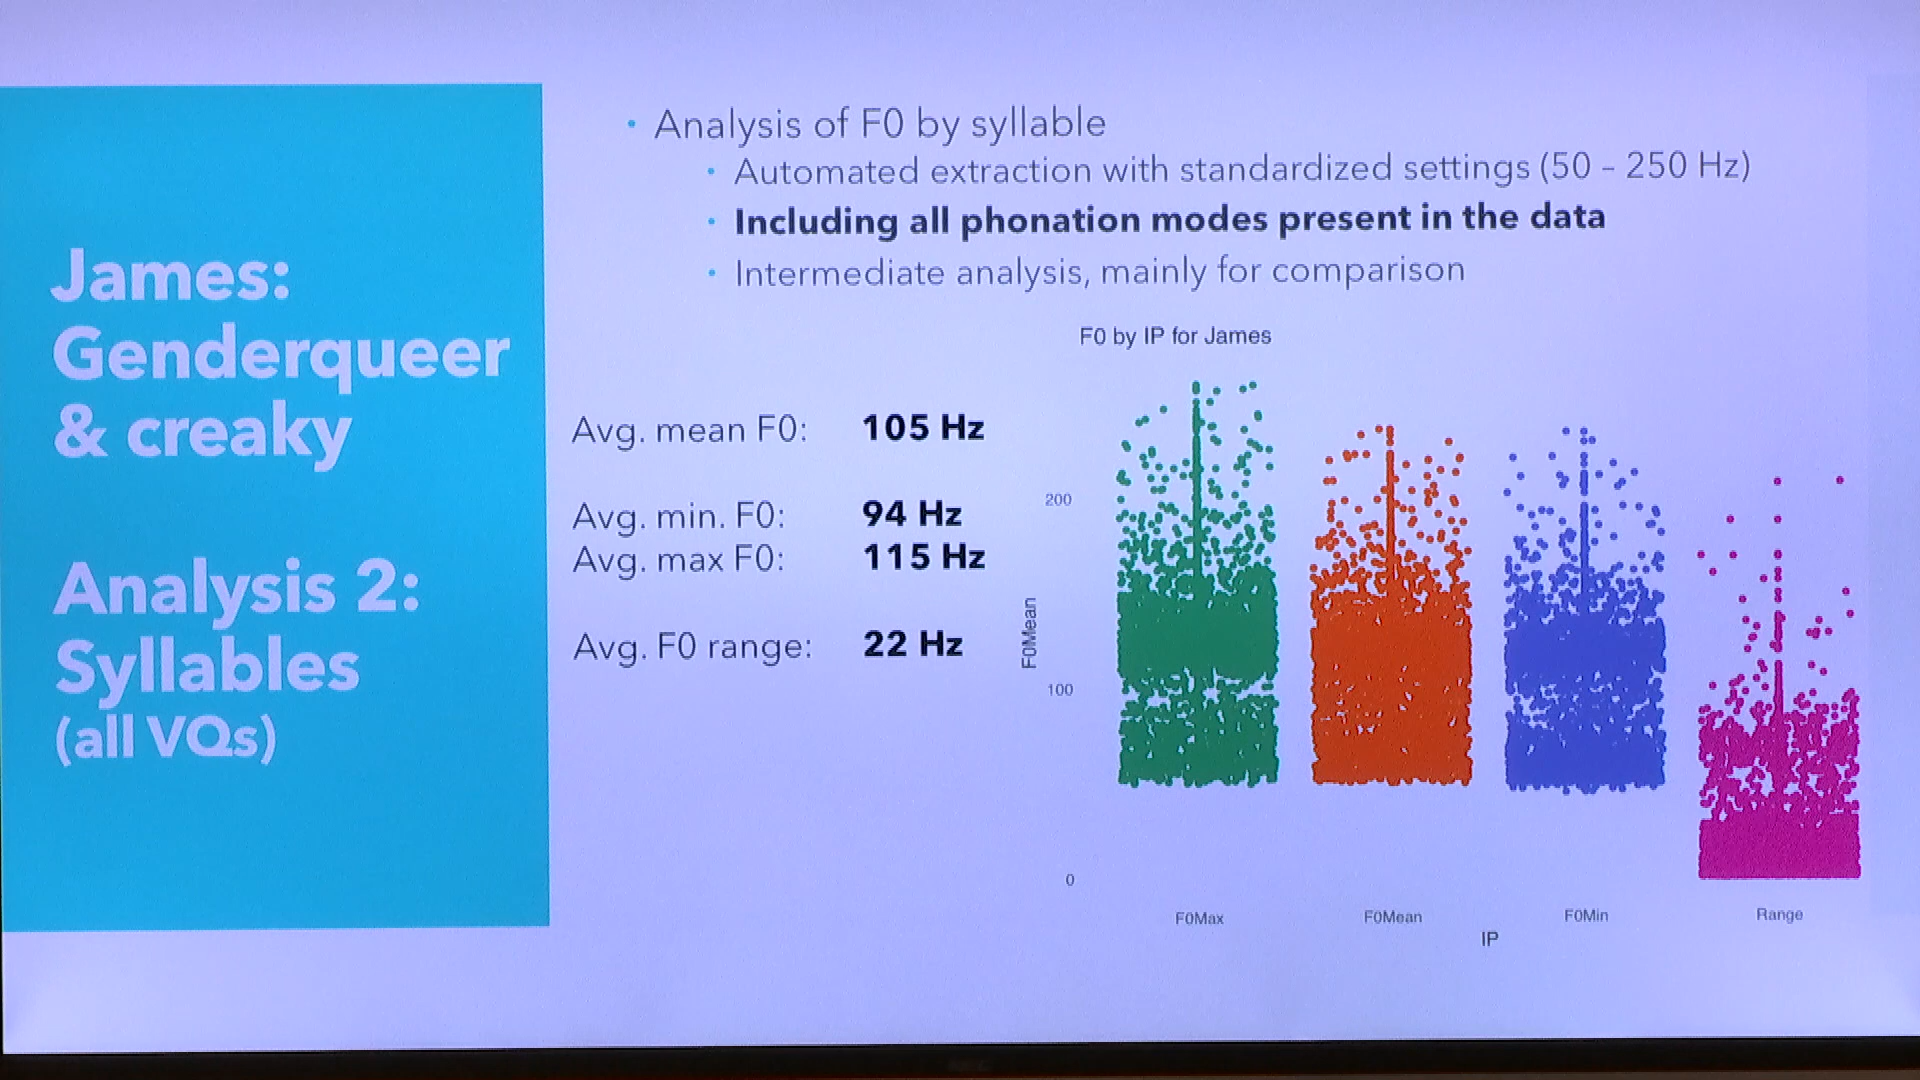 James:
Genderqueer
& creaky
Analysis 2:
Syllables
(all VQs)
• Analysis of F0 by syllable
• Automated extraction with standardized settings (50 – 250 Hz)
• Including all phonation modes present in the data
• Intermediate analysis, mainly for comparison
Avg. mean F0: 105 Hz
Avg. min. F0: 94 Hz
Avg. max F0: 115 Hz
Avg. F0 range: 22 Hz
F0 by IP for James
F0Mean
200
100
0
F0Max F0Mean F0Min Range
IP